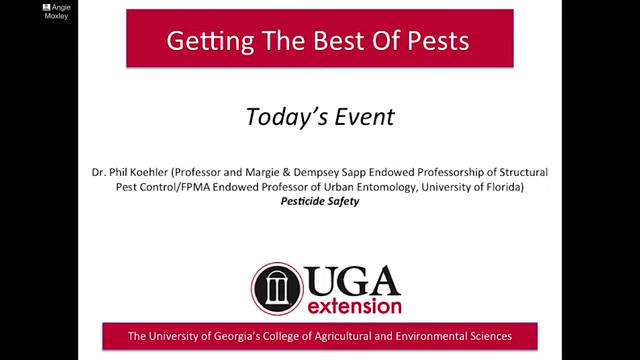 Angie
Moxley
Getting The Best Of Pests
Today's Event
Dr. Phil Koehler (Professor and Margie & Dempsey Sapp Endowed Professorship of Structural
Pest Control/FPMA Endowed Professor of Urban Entomology, University of Florida)
Pesticide Safety
UGA
extension
The University of Georgia's College of Agricultural and Environmental Sciences